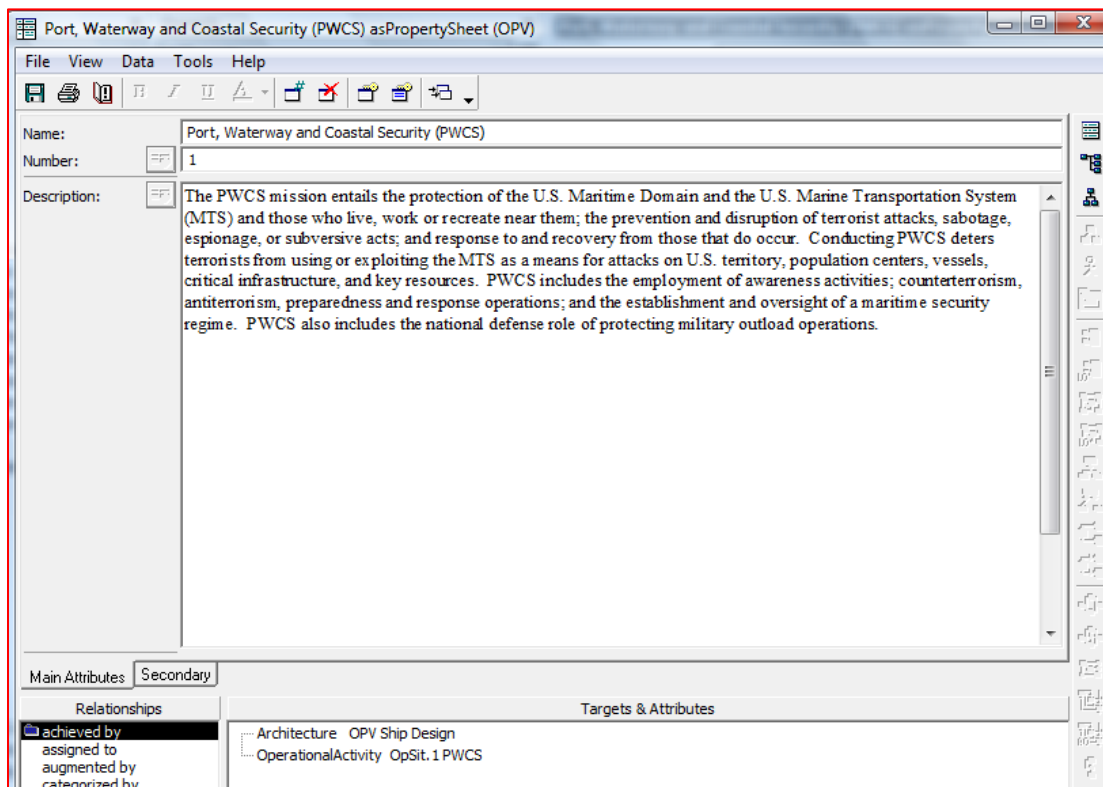 Port, Waterway and Coastal Security (PWCS) asPropertySheet (OPV)
File View Data Tools Help
B I U A
Name: Port, Waterway and Coastal Security (PWCS)
Number: 1
Description: The PWCS mission entails the protection of the U.S. Maritime Domain and the U.S. Marine Transportation System
(MTS) and those who live, work or recreate near them; the prevention and disruption of terrorist attacks, sabotage,
espionage, or subversive acts; and response to and recovery from those that do occur. Conducting PWCS deters
terrorists from using or exploiting the MTS as a means for attacks on U.S. territory, population centers, vessels,
critical infrastructure, and key resources. PWCS includes the employment of awareness activities; counterterrorism,
antiterrorism, preparedness and response operations; and the establishment and oversight of a maritime security
regime. PWCS also includes the national defense role of protecting military outload operations.
Main Attributes Secondary
Relationships Targets & Attributes
achieved by
assigned to
augmented by
categorized by
Architecture OPV Ship Design
OperationalActivity OpSit.1 PWCS